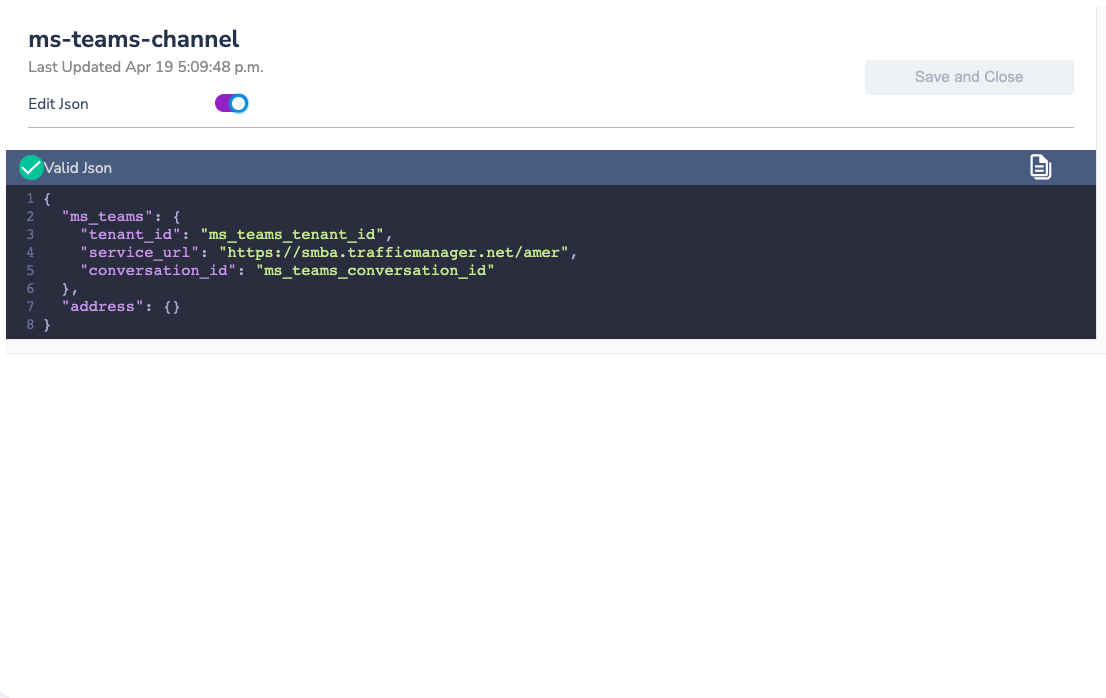 ms-teams-channel
Last Updated Apr 19 5:09:48 p.m.
Save and Close
Edit Json
Valid Json
1 {
2   "ms_teams": {
3     "tenant_id": "ms_teams_tenant_id",
4     "service_url": "https://smba.trafficmanager.net/amer",
5     "conversation_id": "ms_teams_conversation_id"
6   },
7   "address": {}
8 }